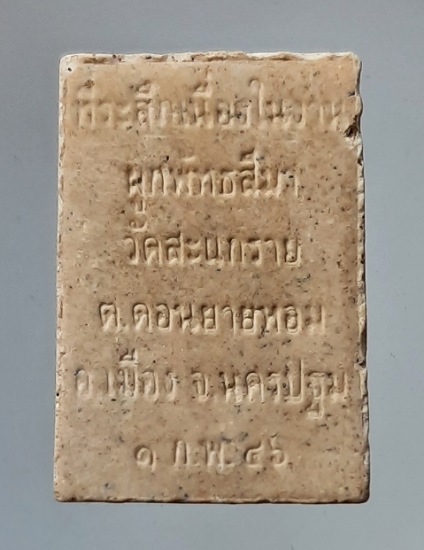 ที่ระลึกเนื่องในงาน
ผูกพัทธสีมา
วัดสะแกราย
ต.ดอนยายหอม
อ.เมือง จ.นครปฐม
๑ ก.พ. ๔๖